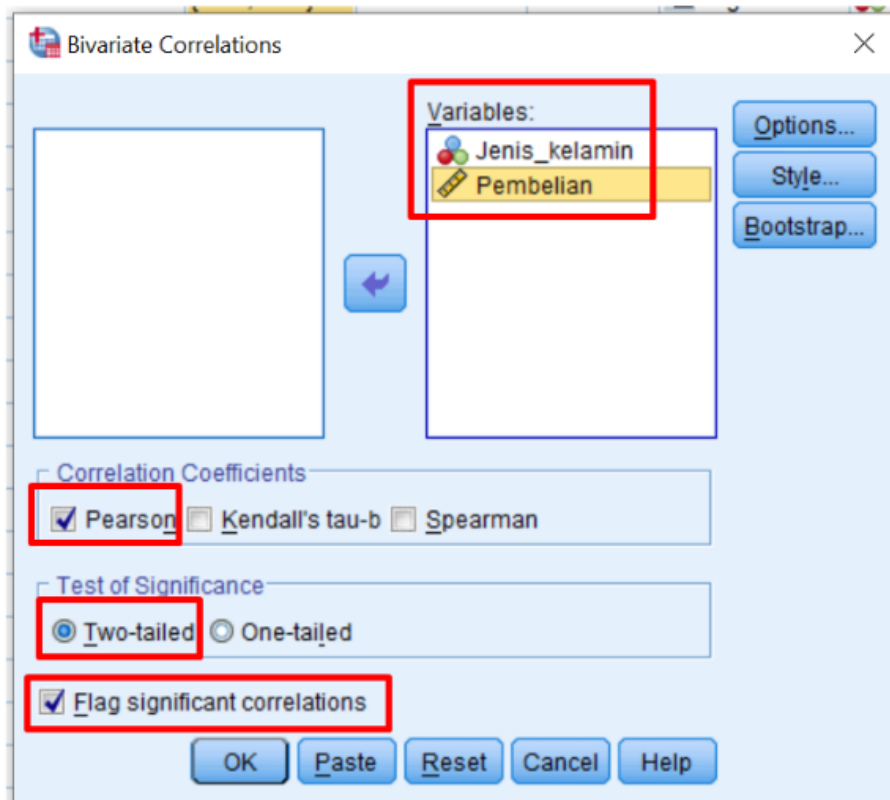 Bivariate Correlations
Variables:
Jenis_kelamin
Pembelian
Options...
Style...
Bootstrap...
Correlation Coefficients
Pearson Kendall's tau-b Spearman
Test of Significance
Two-tailed One-tailed
Flag significant correlations
OK Paste Reset Cancel Help